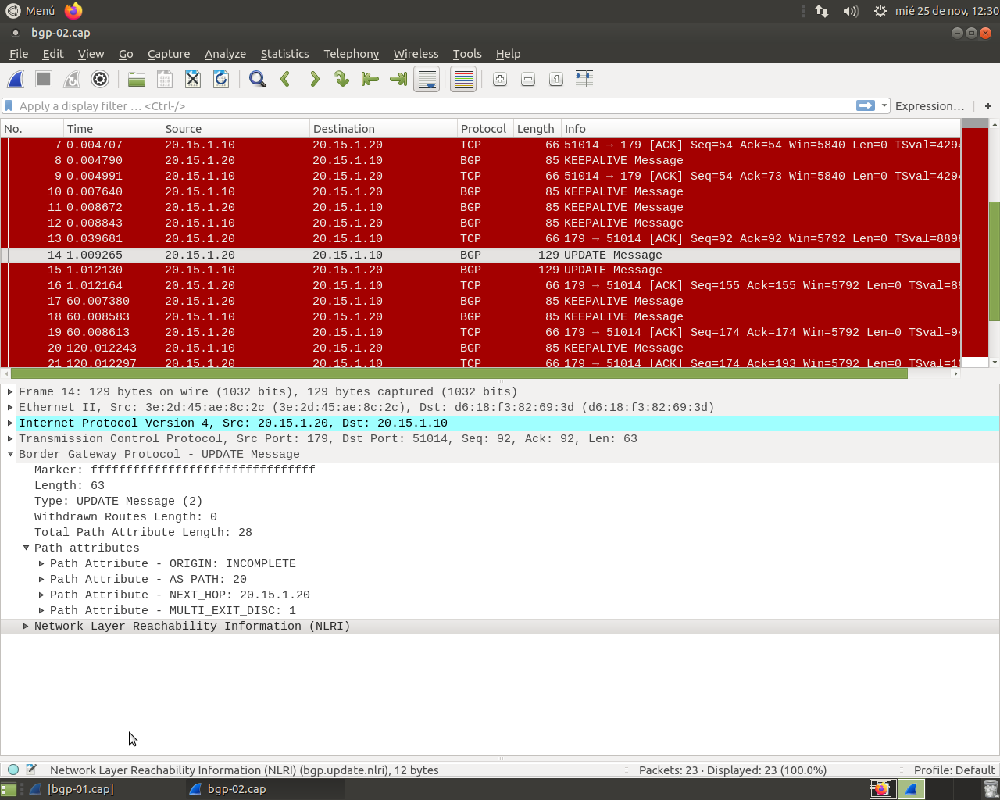 Menú mié 25 de nov, 12:30
bgp-02.cap
File Edit View Go Capture Analyze Statistics Telephony Wireless Tools Help
Apply a display filter … <Ctrl-/> Expression… +
No. Time Source Destination Protocol Length Info
7 0.004707 20.15.1.10 20.15.1.20 TCP 66 51014 → 179 [ACK] Seq=54 Ack=54 Win=5840 Len=0 TSval=4294
8 0.004790 20.15.1.20 20.15.1.10 BGP 85 KEEPALIVE Message
9 0.004991 20.15.1.10 20.15.1.20 TCP 66 51014 → 179 [ACK] Seq=54 Ack=73 Win=5840 Len=0 TSval=4294
10 0.007640 20.15.1.10 20.15.1.20 BGP 85 KEEPALIVE Message
11 0.008672 20.15.1.20 20.15.1.10 BGP 85 KEEPALIVE Message
12 0.008843 20.15.1.10 20.15.1.20 BGP 85 KEEPALIVE Message
13 0.039681 20.15.1.20 20.15.1.10 TCP 66 179 → 51014 [ACK] Seq=92 Ack=92 Win=5792 Len=0 TSval=8898
14 1.009265 20.15.1.20 20.15.1.10 BGP 129 UPDATE Message
15 1.012130 20.15.1.10 20.15.1.20 BGP 129 UPDATE Message
16 1.012164 20.15.1.20 20.15.1.10 TCP 66 179 → 51014 [ACK] Seq=155 Ack=155 Win=5792 Len=0 TSval=89
17 60.007380 20.15.1.20 20.15.1.10 BGP 85 KEEPALIVE Message
18 60.008583 20.15.1.10 20.15.1.20 BGP 85 KEEPALIVE Message
19 60.008613 20.15.1.20 20.15.1.10 TCP 66 179 → 51014 [ACK] Seq=174 Ack=174 Win=5792 Len=0 TSval=94
20 120.012243 20.15.1.10 20.15.1.20 BGP 85 KEEPALIVE Message
21 120.012297 20.15.1.20 20.15.1.10 TCP 66 179 → 51014 [ACK] Seq=174 Ack=193 Win=5792 Len=0 TSval=10
Frame 14: 129 bytes on wire (1032 bits), 129 bytes captured (1032 bits)
Ethernet II, Src: 3e:2d:45:ae:8c:2c (3e:2d:45:ae:8c:2c), Dst: d6:18:f3:82:69:3d (d6:18:f3:82:69:3d)
Internet Protocol Version 4, Src: 20.15.1.20, Dst: 20.15.1.10
Transmission Control Protocol, Src Port: 179, Dst Port: 51014, Seq: 92, Ack: 92, Len: 63
Border Gateway Protocol - UPDATE Message
Marker: ffffffffffffffffffffffffffffffff
Length: 63
Type: UPDATE Message (2)
Withdrawn Routes Length: 0
Total Path Attribute Length: 28
Path attributes
Path Attribute - ORIGIN: INCOMPLETE
Path Attribute - AS_PATH: 20
Path Attribute - NEXT_HOP: 20.15.1.20
Path Attribute - MULTI_EXIT_DISC: 1
Network Layer Reachability Information (NLRI)
Network Layer Reachability Information (NLRI) (bgp.update.nlri), 12 bytes Packets: 23 · Displayed: 23 (100.0%) Profile: Default
[bgp-01.cap] bgp-02.cap